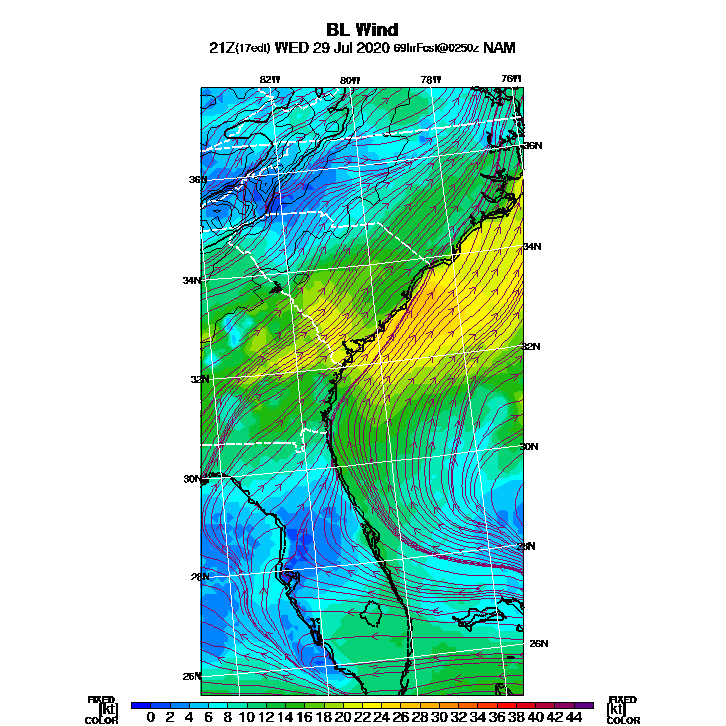 BL Wind
21Z(17edt) WED 29 Jul 2020 69hrFcst@0250z NAM
82W 80W 78W 76W
36N
36N
34N
34N
32N
32N
30N
30N
28N
28N
26N
26N
FIXED FIXED
[kt] 0 2 4 6 8 10 12 14 16 18 20 22 24 26 28 30 32 34 36 38 40 42 44 [kt]
COLOR COLOR